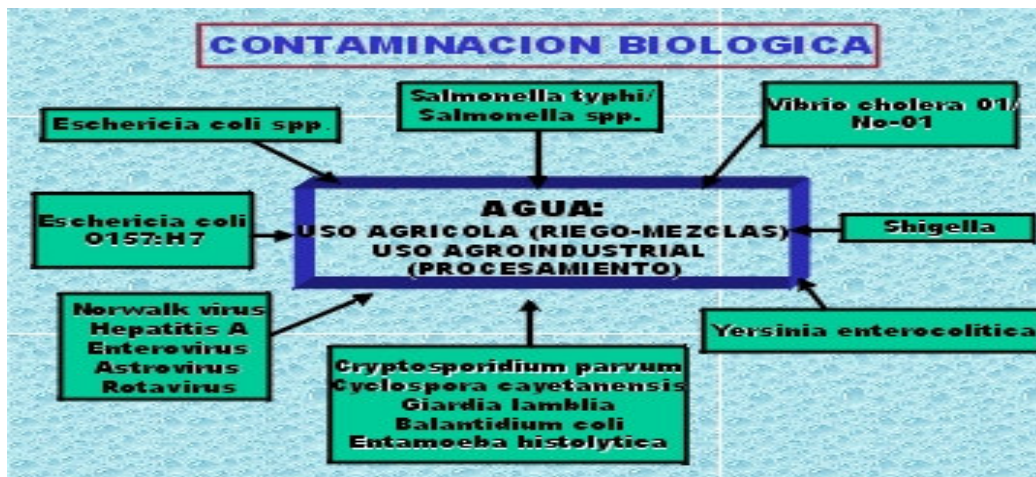 CONTAMINACION BIOLOGICA
Eschericia coli spp.
Salmonella typhi/
Salmonella spp.
Vibrio cholera 01/
No-01
Eschericia coli
O157:H7
AGUA:
USO AGRICOLA (RIEGO-MEZCLAS)
USO AGROINDUSTRIAL
(PROCESAMIENTO)
Shigella
Norwalk virus
Hepatitis A
Enterovirus
Astrovirus
Rotavirus
Cryptosporidium parvum
Cyclospora cayetanensis
Giardia lamblia
Balantidium coli
Entamoeba histolytica
Yersinia enterocolitica